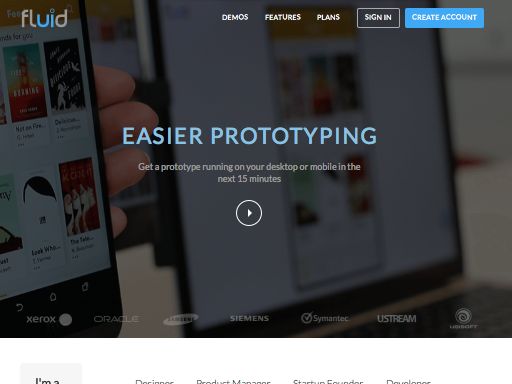 fluid
DEMOS FEATURES PLANS SIGN IN CREATE ACCOUNT
EASIER PROTOTYPING
Get a prototype running on your desktop or mobile in the
next 15 minutes
xerox ORACLE SAMSUNG SIEMENS Symantec. USTREAM UBISOFT
I'm a Designer Product Manager Startup Founder Developer